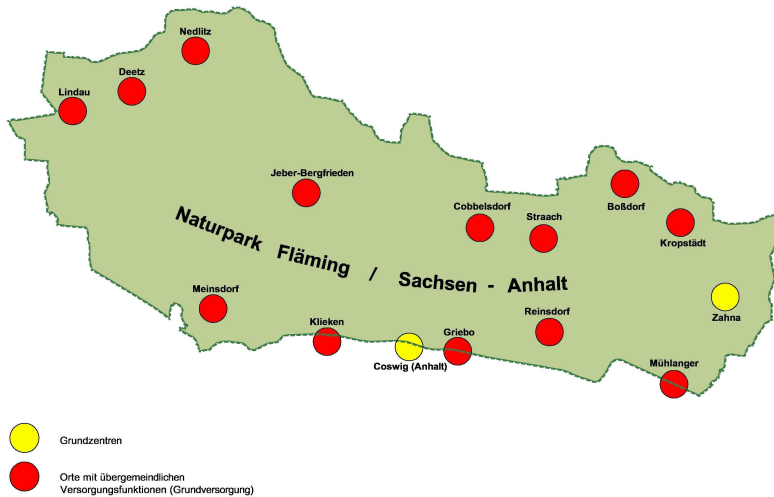 Nedlitz
Deetz
Lindau
Jeber-Bergfrieden
Cobbelsdorf
Straach
Boßdorf
Kropstädt
Naturpark Fläming / Sachsen - Anhalt
Meinsdorf
Klieken
Coswig (Anhalt)
Griebo
Reinsdorf
Zahna
Mühlanger
Grundzentren
Orte mit übergemeindlichen
Versorgungsfunktionen (Grundversorgung)